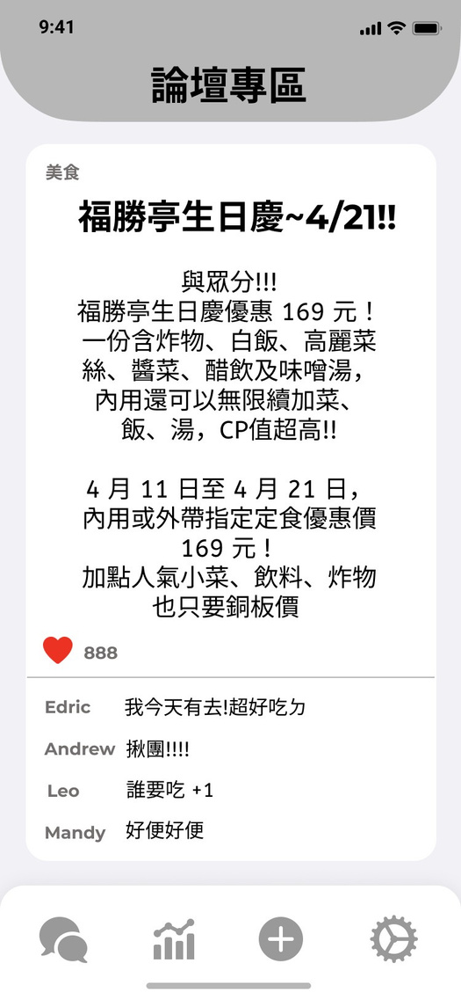 9:41
論壇專區
美食
福勝亭生日慶~4/21!!
與眾分!!!
福勝亭生日慶優惠 169 元！
一份含炸物、白飯、高麗菜
絲、醬菜、醋飲及味噌湯，
內用還可以無限續加菜、
飯、湯，CP值超高!!
4 月 11 日至 4 月 21 日，
內用或外帶指定定食優惠價
169 元！
加點人氣小菜、飲料、炸物
也只要銅板價
888
Edric 我今天有去!超好吃ㄉ
Andrew 揪團!!!!
Leo 誰要吃 +1
Mandy 好便好便